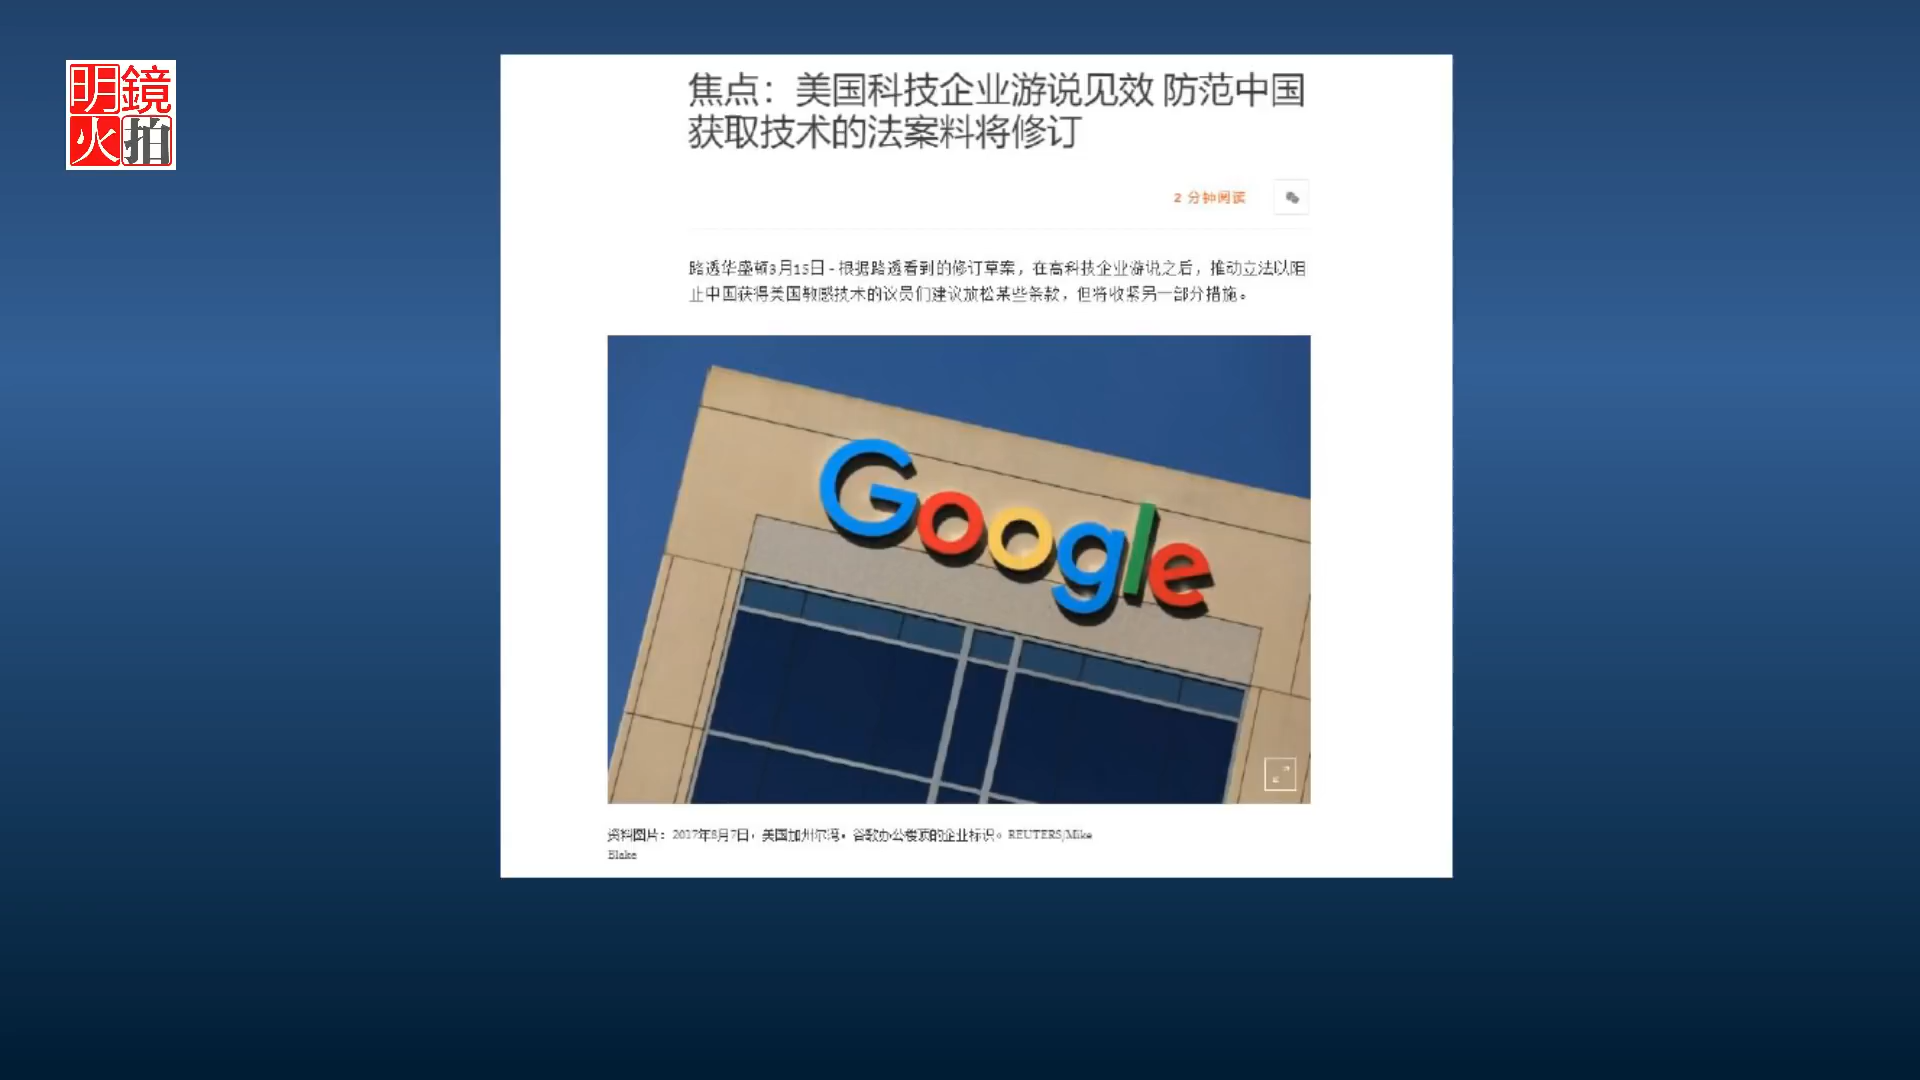 明鏡
火拍
焦点：美国科技企业游说见效 防范中国
获取技术的法案料将修订
2 分钟阅读
路透华盛顿3月15日 - 根据路透看到的修订草案，在高科技企业游说之后，推动立法以阻
止中国获得美国敏感技术的议员们建议放松某些条款，但将收紧另一部分措施。
Google
资料图片：2017年8月7日，美国加州尔湾，谷歌办公楼顶的企业标识。REUTERS/Mike
Blake